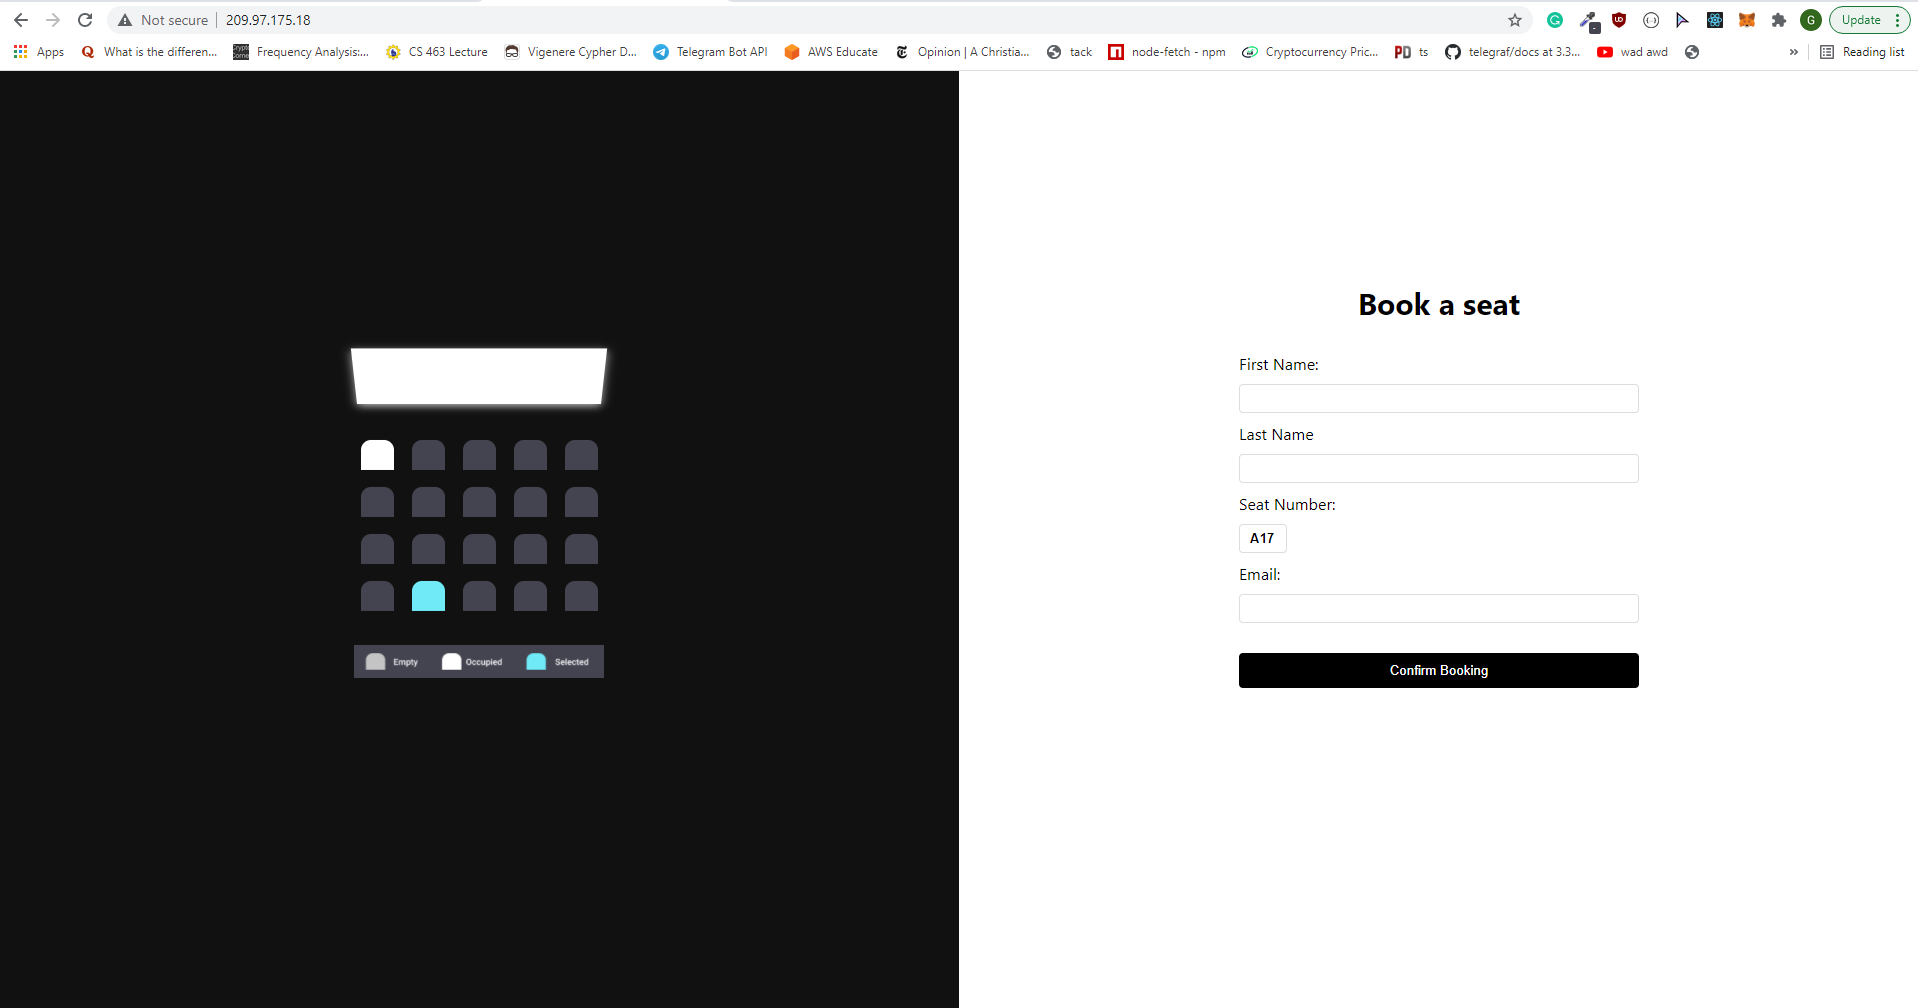 Not secure
209.97.175.18
Update
Apps
What is the differen...
Frequency Analysis:...
CS 463 Lecture
Vigenere Cypher D...
Telegram Bot API
AWS Educate
Opinion | A Christia...
tack
node-fetch - npm
Cryptocurrency Pric...
ts
telegraf/docs at 3.3...
wad awd
»
Reading list
Book a seat
First Name:
Last Name
Seat Number:
A17
Email:
Confirm Booking
Empty
Occupied
Selected